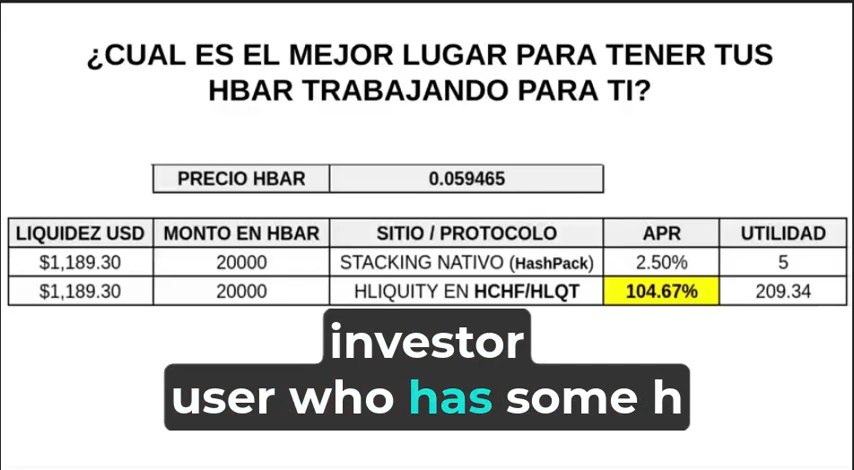 ¿CUAL ES EL MEJOR LUGAR PARA TENER TUS
HBAR TRABAJANDO PARA TI?
PRECIO HBAR 0.059465
LIQUIDEZ USD MONTO EN HBAR SITIO / PROTOCOLO APR UTILIDAD
$1,189.30 20000 STACKING NATIVO (HashPack) 2.50% 5
$1,189.30 20000 HLIQUITY EN HCHF/HLQT 104.67% 209.34
investor
user who has some h